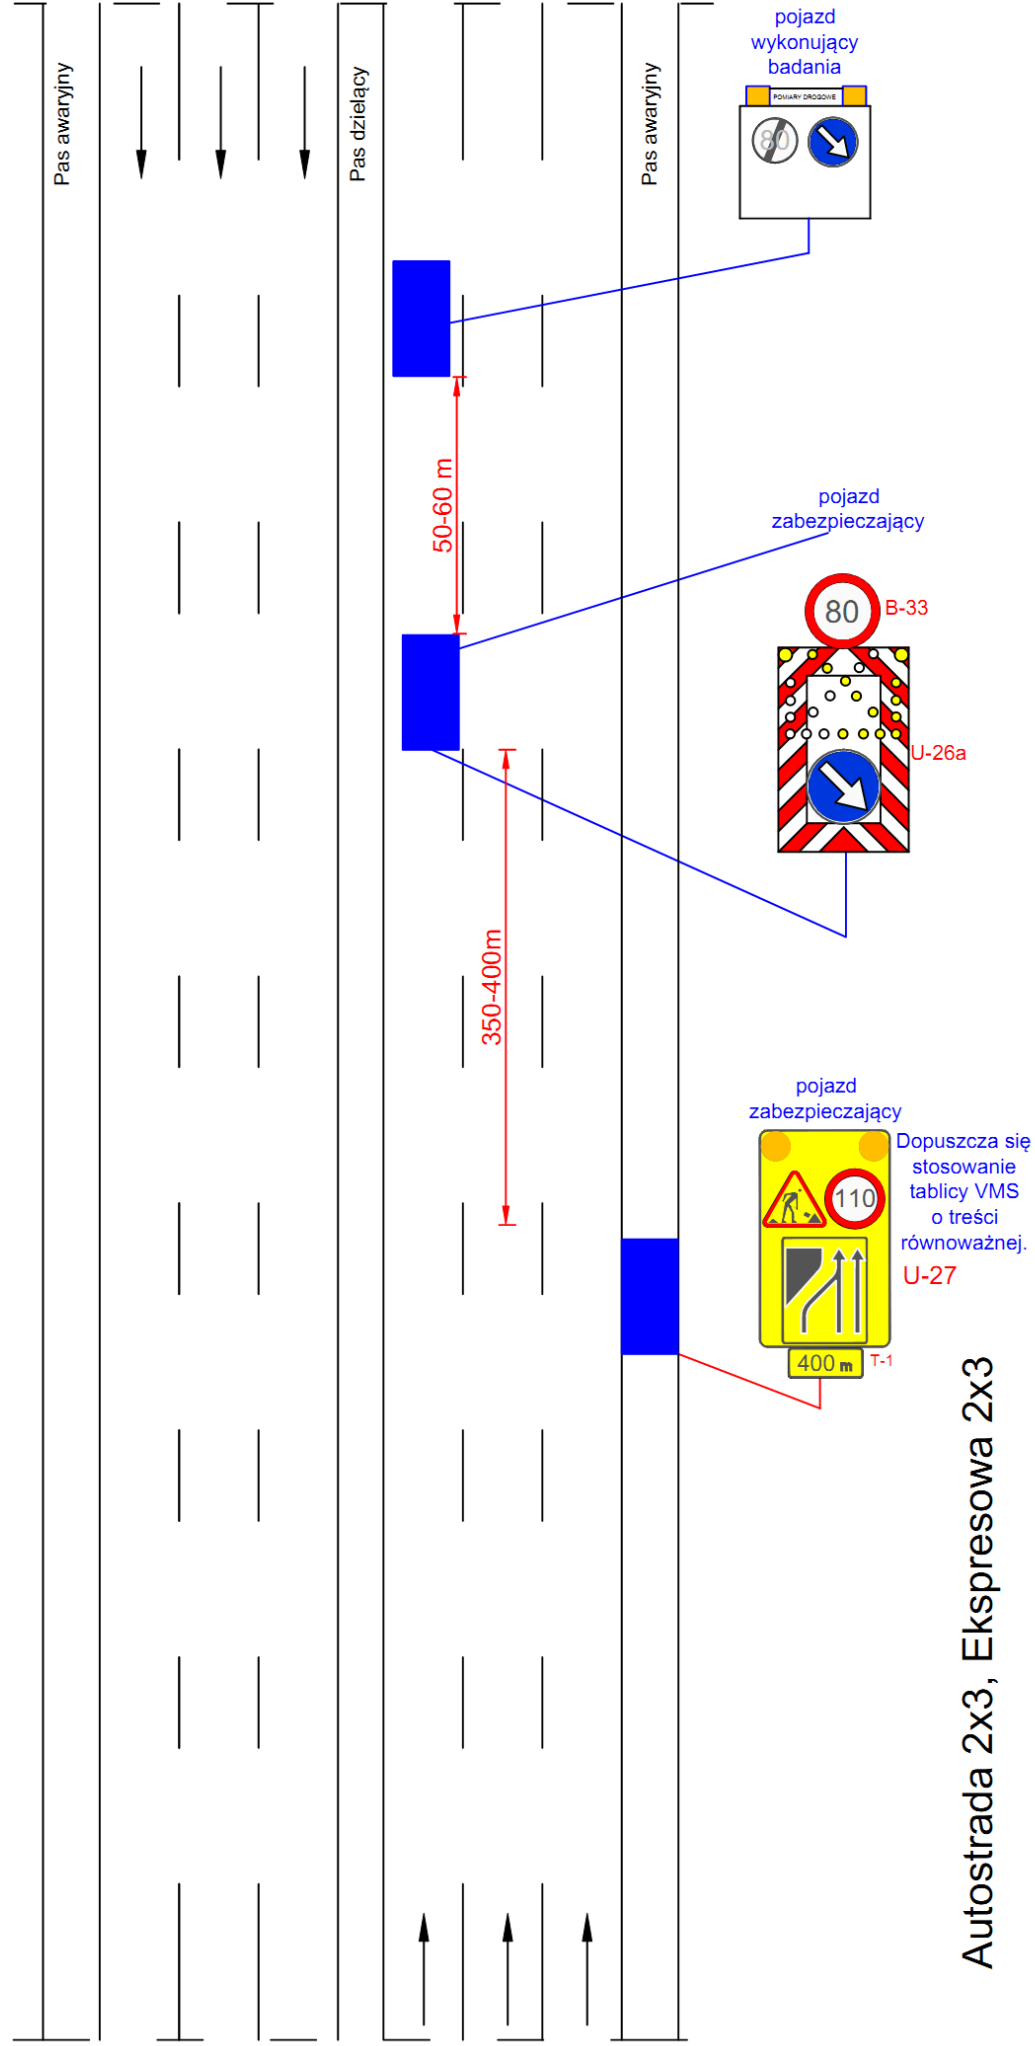 pojazd
wykonujący
badania
POMIARY DROGOWE
80
Pas awaryjny
Pas dzielący
Pas awaryjny
50-60 m
pojazd
zabezpieczający
80
B-33
U-26a
350-400m
pojazd
zabezpieczający
Dopuszcza się
stosowanie
tablicy VMS
o treści
równoważnej.
110
U-27
400 m
T-1
Autostrada 2x3, Ekspresowa 2x3